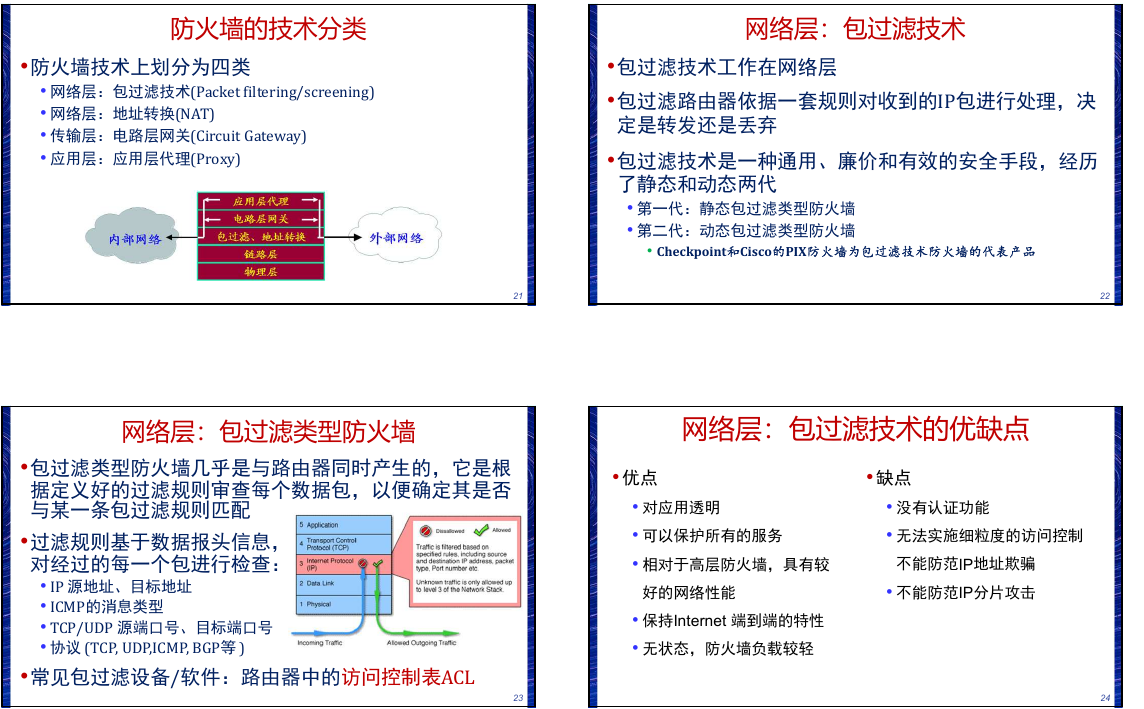 防火墙的技术分类
•防火墙技术上划分为四类
•网络层：包过滤技术(Packet filtering/screening)
•网络层：地址转换(NAT)
•传输层：电路层网关(Circuit Gateway)
•应用层：应用层代理(Proxy)
应用层代理
电路层网关
内部网络
包过滤、地址转换
外部网络
链路层
物理层
21
网络层：包过滤技术
•包过滤技术工作在网络层
•包过滤路由器依据一套规则对收到的IP包进行处理，决
定是转发还是丢弃
•包过滤技术是一种通用、廉价和有效的安全手段，经历
了静态和动态两代
•第一代：静态包过滤类型防火墙
•第二代：动态包过滤类型防火墙
•Checkpoint和Cisco的PIX防火墙为包过滤技术防火墙的代表产品
22
网络层：包过滤类型防火墙
•包过滤类型防火墙几乎是与路由器同时产生的，它是根
据定义好的过滤规则审查每个数据包，以便确定其是否
与某一条包过滤规则匹配
•过滤规则基于数据报头信息，
对经过的每一个包进行检查：
•IP 源地址、目标地址
•ICMP的消息类型
•TCP/UDP 源端口号、目标端口号
•协议 (TCP, UDP,ICMP, BGP等 )
5 Application
4 Transport Control
Protocol (TCP)
3 Internet Protocol
(IP)
2 Data Link
1 Physical
Disallowed
Allowed
Traffic is filtered based on
specified rules, including source
and destination IP address, packet
type, Port number etc.
Unknown traffic is only allowed up
to level 3 of the Network Stack.
Incoming Traffic
Allowed Outgoing Traffic
•常见包过滤设备/软件：路由器中的访问控制表ACL
23
网络层：包过滤技术的优缺点
•优点
•对应用透明
•可以保护所有的服务
•相对于高层防火墙，具有较
好的网络性能
•保持Internet 端到端的特性
•无状态，防火墙负载较轻
•缺点
•没有认证功能
•无法实施细粒度的访问控制
不能防范IP地址欺骗
•不能防范IP分片攻击
24